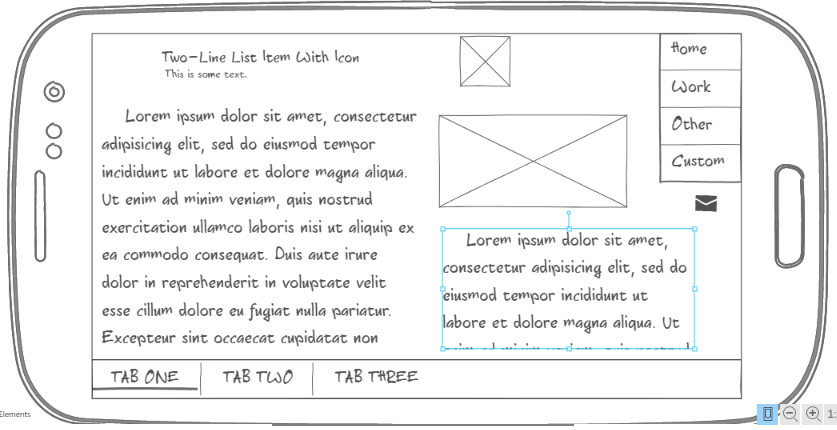 Two-Line List Item With Icon
This is some text.
Lorem ipsum dolor sit amet, consectetur
adipisicing elit, sed do eiusmod tempor
incididunt ut labore et dolore magna aliqua.
Ut enim ad minim veniam, quis nostrud
exercitation ullamco laboris nisi ut aliquip ex
ea commodo consequat. Duis aute irure
dolor in reprehenderit in voluptate velit
esse cillum dolore eu fugiat nulla pariatur.
Excepteur sint occaecat cupidatat non
Home
Work
Other
Custom
Lorem ipsum dolor sit amet,
consectetur adipisicing elit, sed do
eiusmod tempor incididunt ut
labore et dolore magna aliqua. Ut
TAB ONE
TAB TWO
TAB THREE
Elements
1: